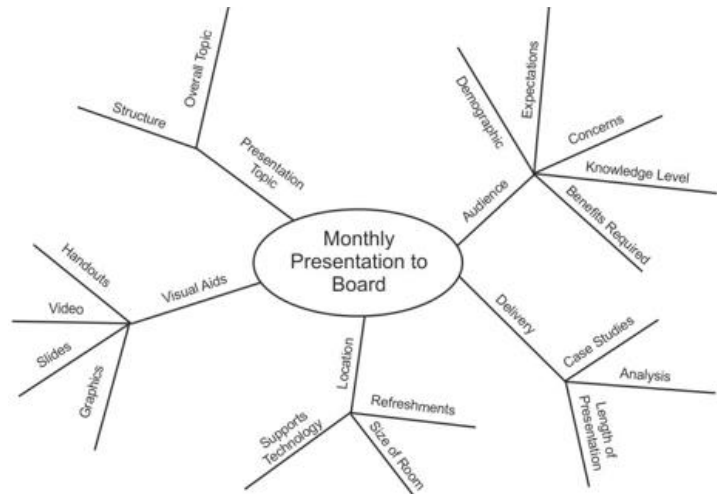 Monthly
Presentation to
Board
Presentation
Topic
Structure
Overall Topic
Audience
Demographic
Expectations
Concerns
Knowledge Level
Benefits Required
Delivery
Case Studies
Analysis
Length of
Presentation
Location
Refreshments
Size of Room
Supports
Technology
Visual Aids
Handouts
Video
Slides
Graphics